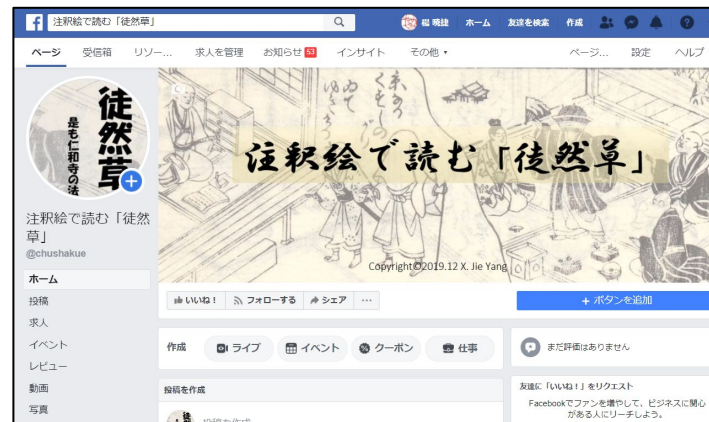 注釈絵で読む「徒然草」
ホーム
友達を検索
作成
ページ
受信箱
リソー...
求人を管理
お知らせ 53
インサイト
その他
ページ...
設定
ヘルプ
徒然草
是も仁和寺の法
注釈絵で読む「徒然草」
Copyright©2019.12 X. Jie Yang
注釈絵で読む「徒然
草」
@chushakue
ホーム
投稿
求人
イベント
レビュー
動画
写真
いいね！
フォローする
シェア
+ ボタンを追加
作成
ライブ
イベント
クーポン
仕事
まだ評価はありません
投稿を作成
友達に「いいね！」をリクエスト
Facebookでファンを増やして、ビジネスに関心
がある人にリーチしよう。